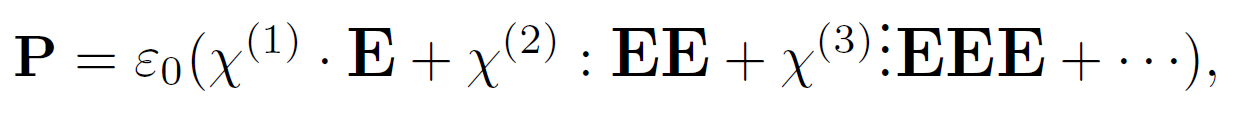 𝐏 = ε₀(χ⁽¹⁾ · 𝐄 + χ⁽²⁾ : 𝐄𝐄 + χ⁽³⁾⋮𝐄𝐄𝐄 + ⋯),